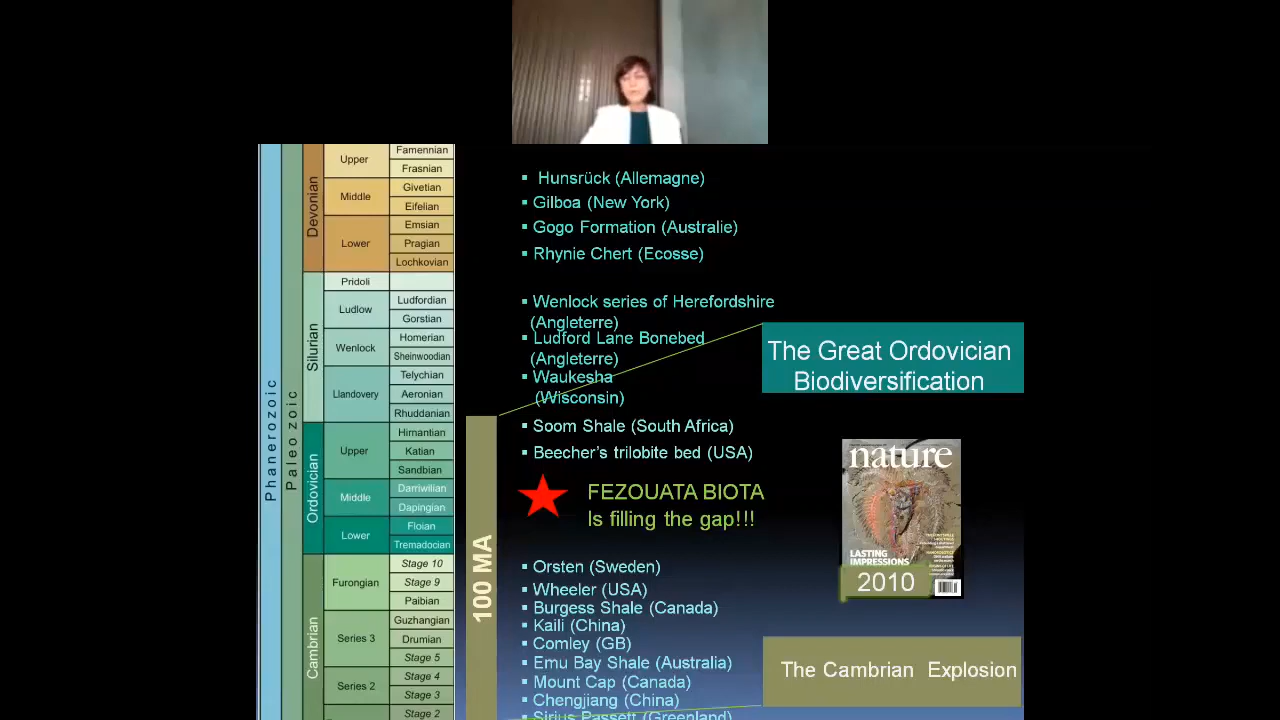 Phanerozoic
Paleozoic
Devonian
Upper
Famennian
Frasnian
Middle
Givetian
Eifelian
Lower
Emsian
Pragian
Lochkovian
Silurian
Pridoli
Ludlow
Ludfordian
Gorstian
Wenlock
Homerian
Sheinwoodian
Llandovery
Telychian
Aeronian
Rhuddanian
Ordovician
Upper
Hirnantian
Katian
Sandbian
Middle
Darriwilian
Dapingian
Lower
Floian
Tremadocian
Cambrian
Furongian
Stage 10
Stage 9
Paibian
Series 3
Guzhangian
Drumian
Stage 5
Series 2
Stage 4
Stage 3
Stage 2
100 MA
▪ Hunsrück (Allemagne)
▪ Gilboa (New York)
▪ Gogo Formation (Australie)
▪ Rhynie Chert (Ecosse)
▪ Wenlock series of Herefordshire
(Angleterre)
▪ Ludford Lane Bonebed
(Angleterre)
▪ Waukesha
(Wisconsin)
▪ Soom Shale (South Africa)
▪ Beecher's trilobite bed (USA)
FEZOUATA BIOTA
Is filling the gap!!!
▪ Orsten (Sweden)
▪ Wheeler (USA)
▪ Burgess Shale (Canada)
▪ Kaili (China)
▪ Comley (GB)
▪ Emu Bay Shale (Australia)
▪ Mount Cap (Canada)
▪ Chengjiang (China)
▪ Sirius Passett (Greenland)
The Great Ordovician
Biodiversification
nature
LASTING
IMPRESSIONS
2010
The Cambrian Explosion